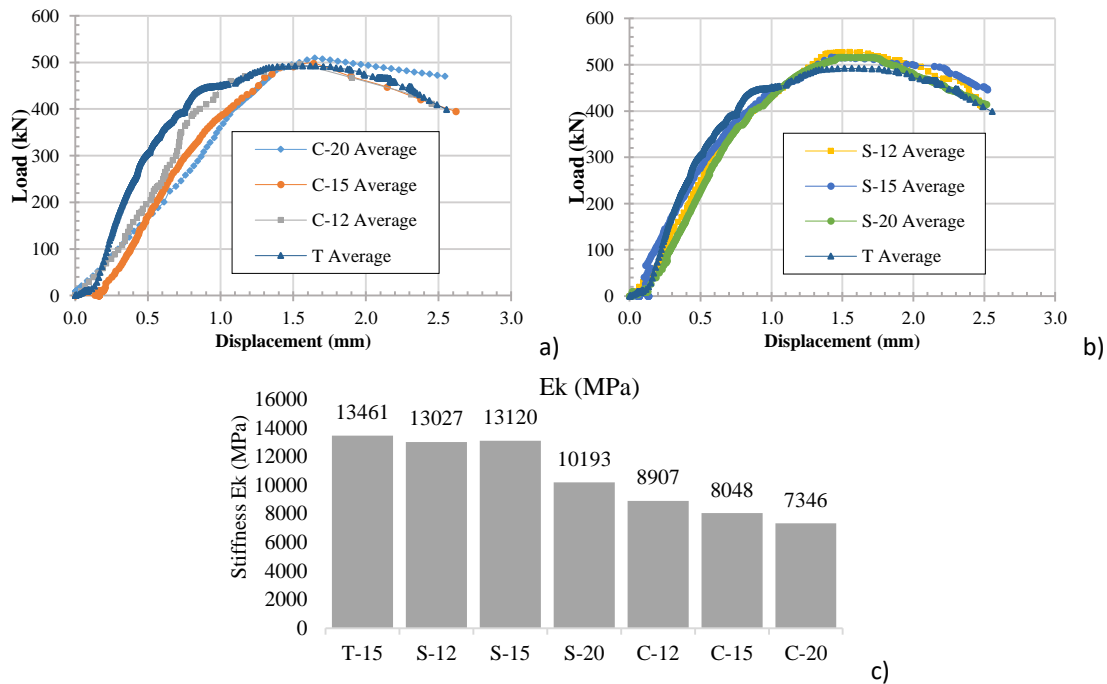 600
500
400
300
200
100
0
Load (kN)
C-20 Average
C-15 Average
C-12 Average
T Average
0.0 0.5 1.0 1.5 2.0 2.5 3.0
Displacement (mm)
a)
600
500
400
300
200
100
0
Load (kN)
S-12 Average
S-15 Average
S-20 Average
T Average
0.0 0.5 1.0 1.5 2.0 2.5 3.0
Displacement (mm)
b)
Ek (MPa)
16000
14000
12000
10000
8000
6000
4000
2000
0
Stiffness Ek (MPa)
13461 13027 13120 10193 8907 8048 7346
T-15 S-12 S-15 S-20 C-12 C-15 C-20
c)